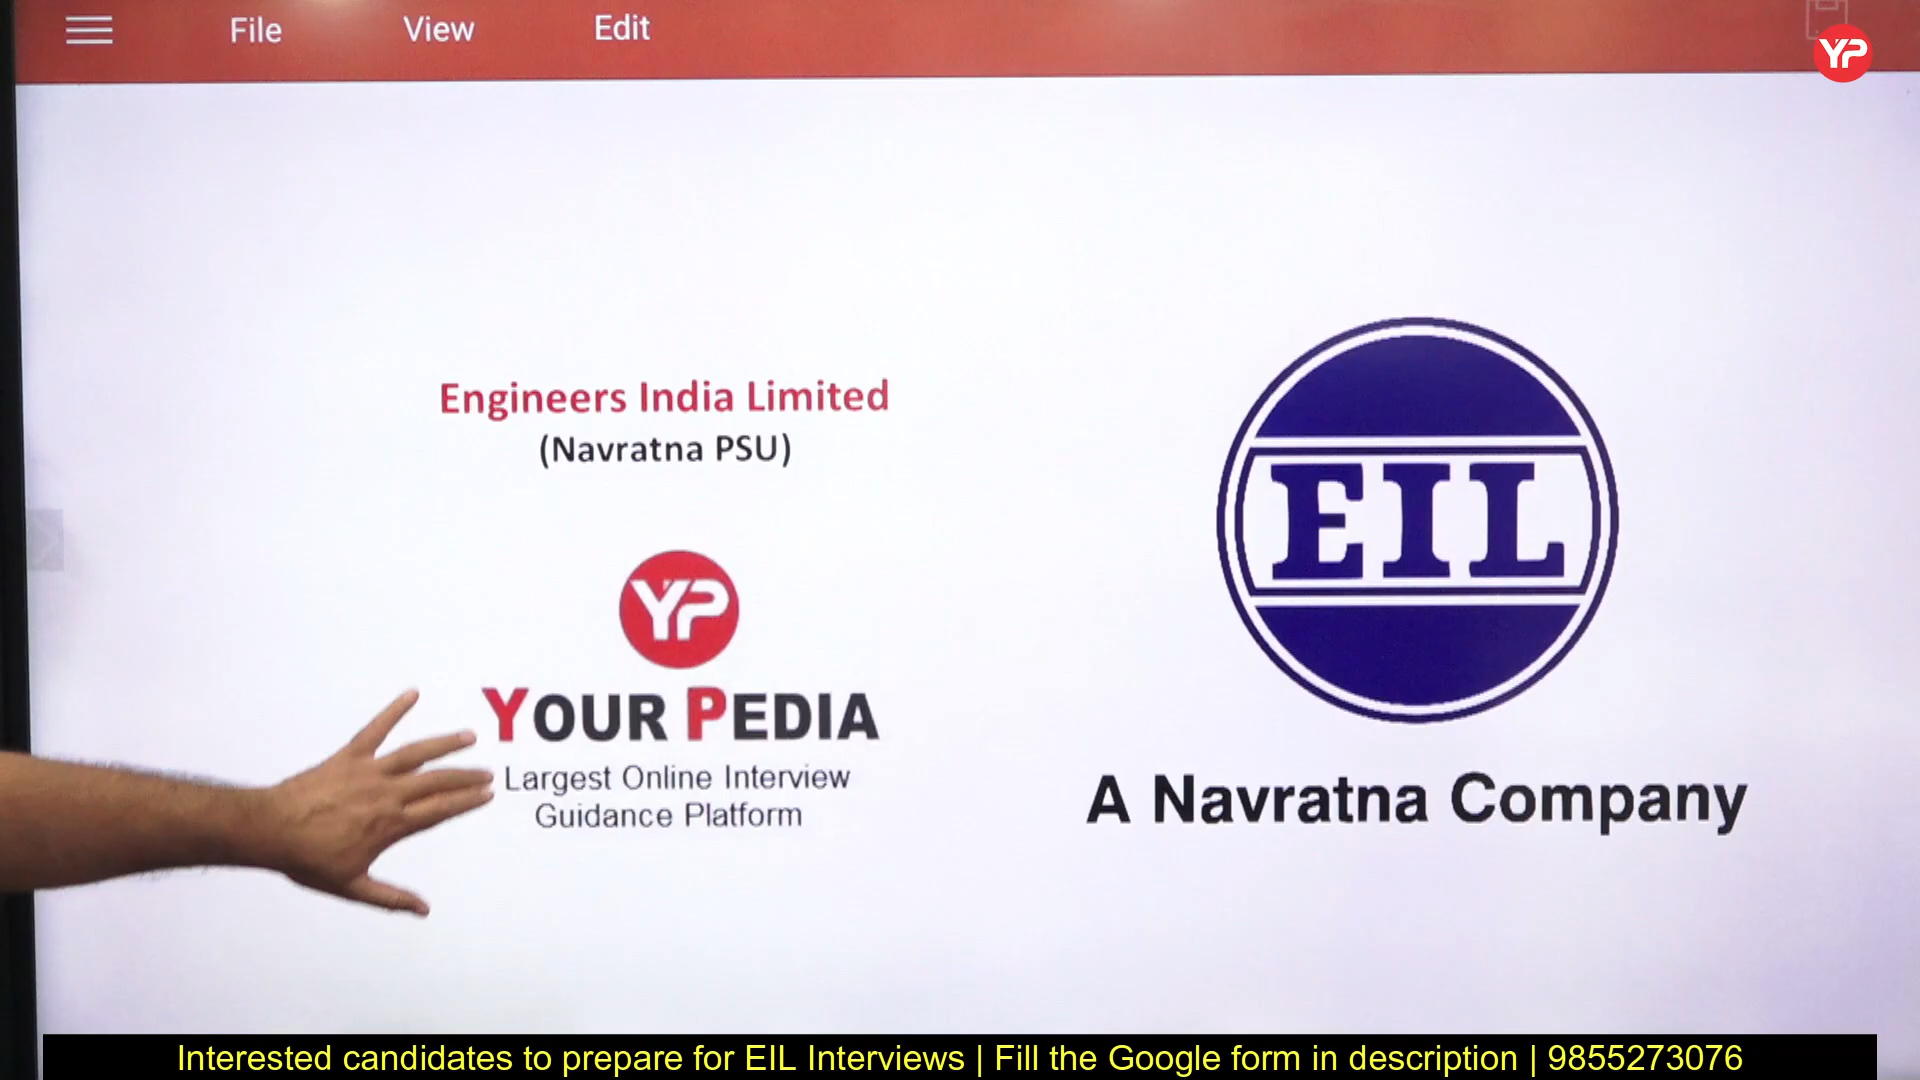 File View Edit
YP
Engineers India Limited
(Navratna PSU)
YP
YOUR PEDIA
Largest Online Interview
Guidance Platform
EIL
A Navratna Company
Interested candidates to prepare for EIL Interviews | Fill the Google form in description | 9855273076